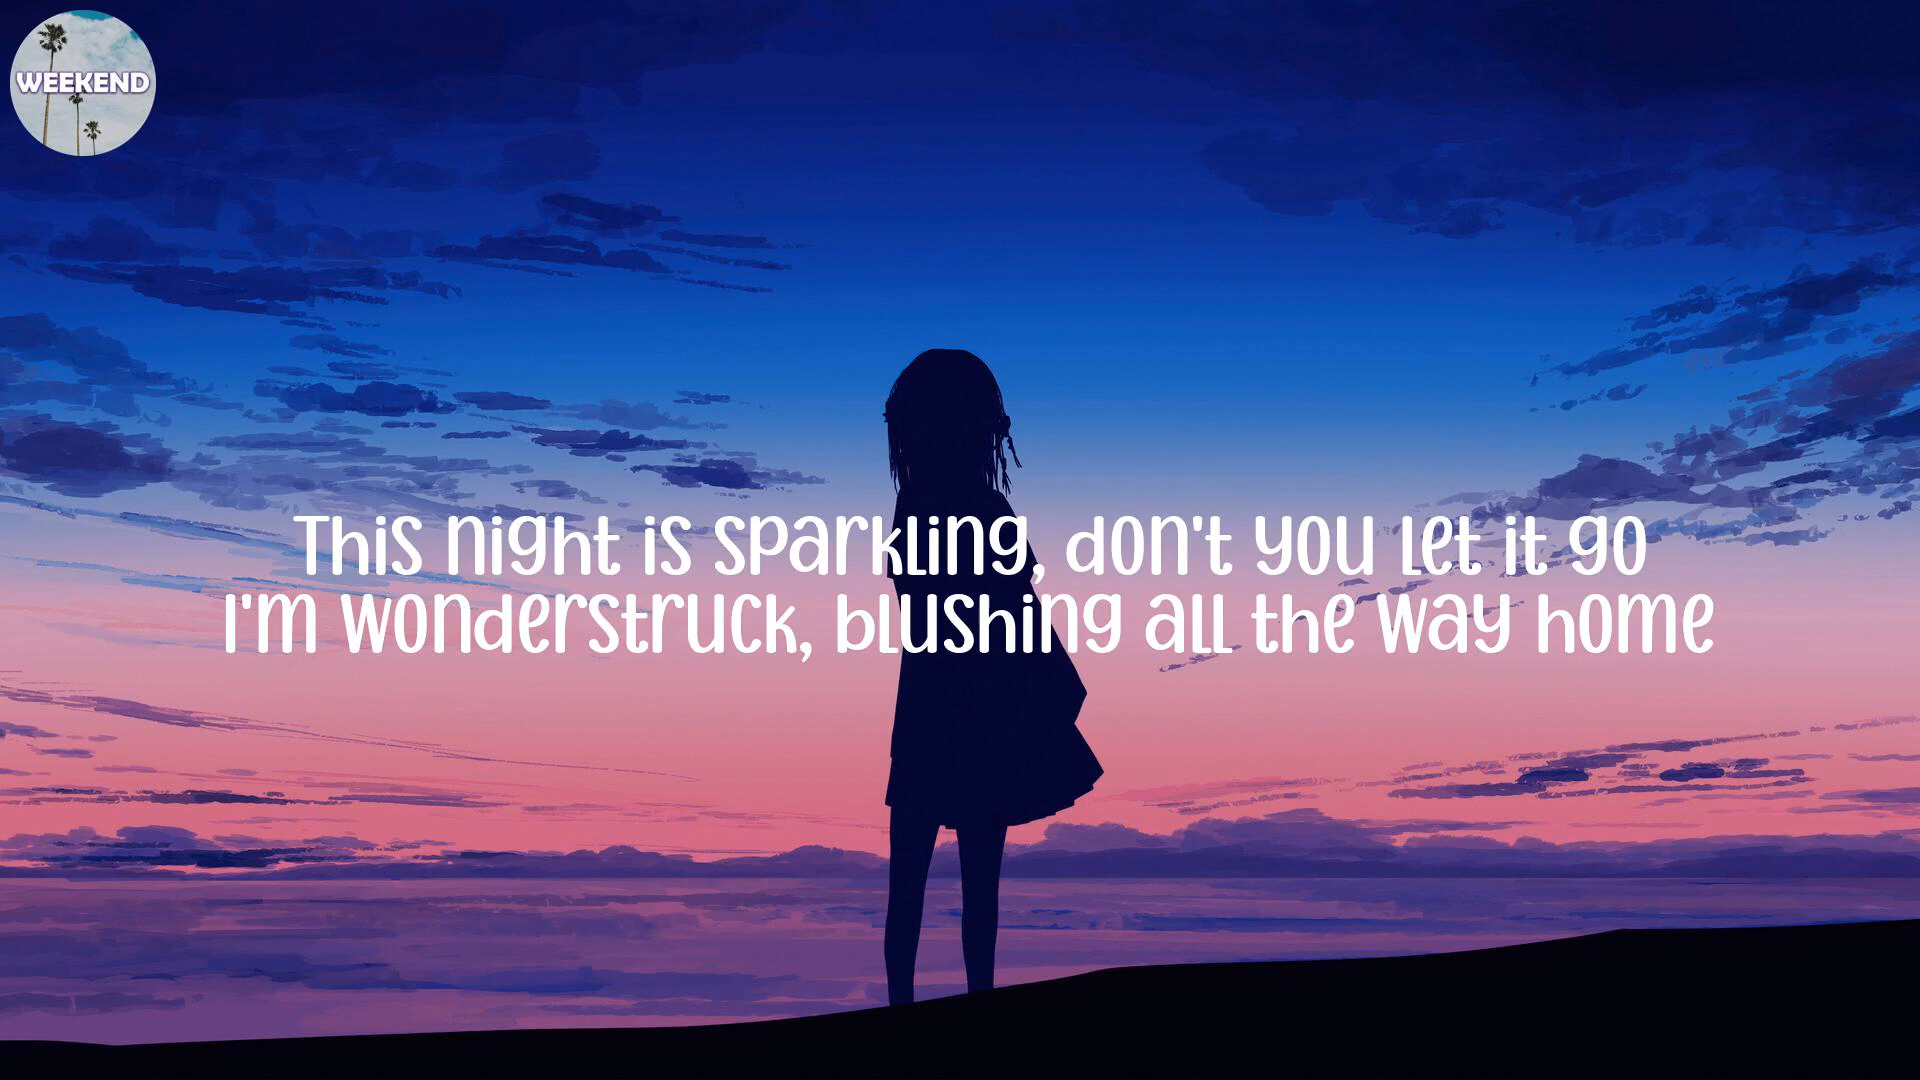 WEEKEND
This night is sparkling, don't you let it go
I'm wonderstruck, blushing all the way home